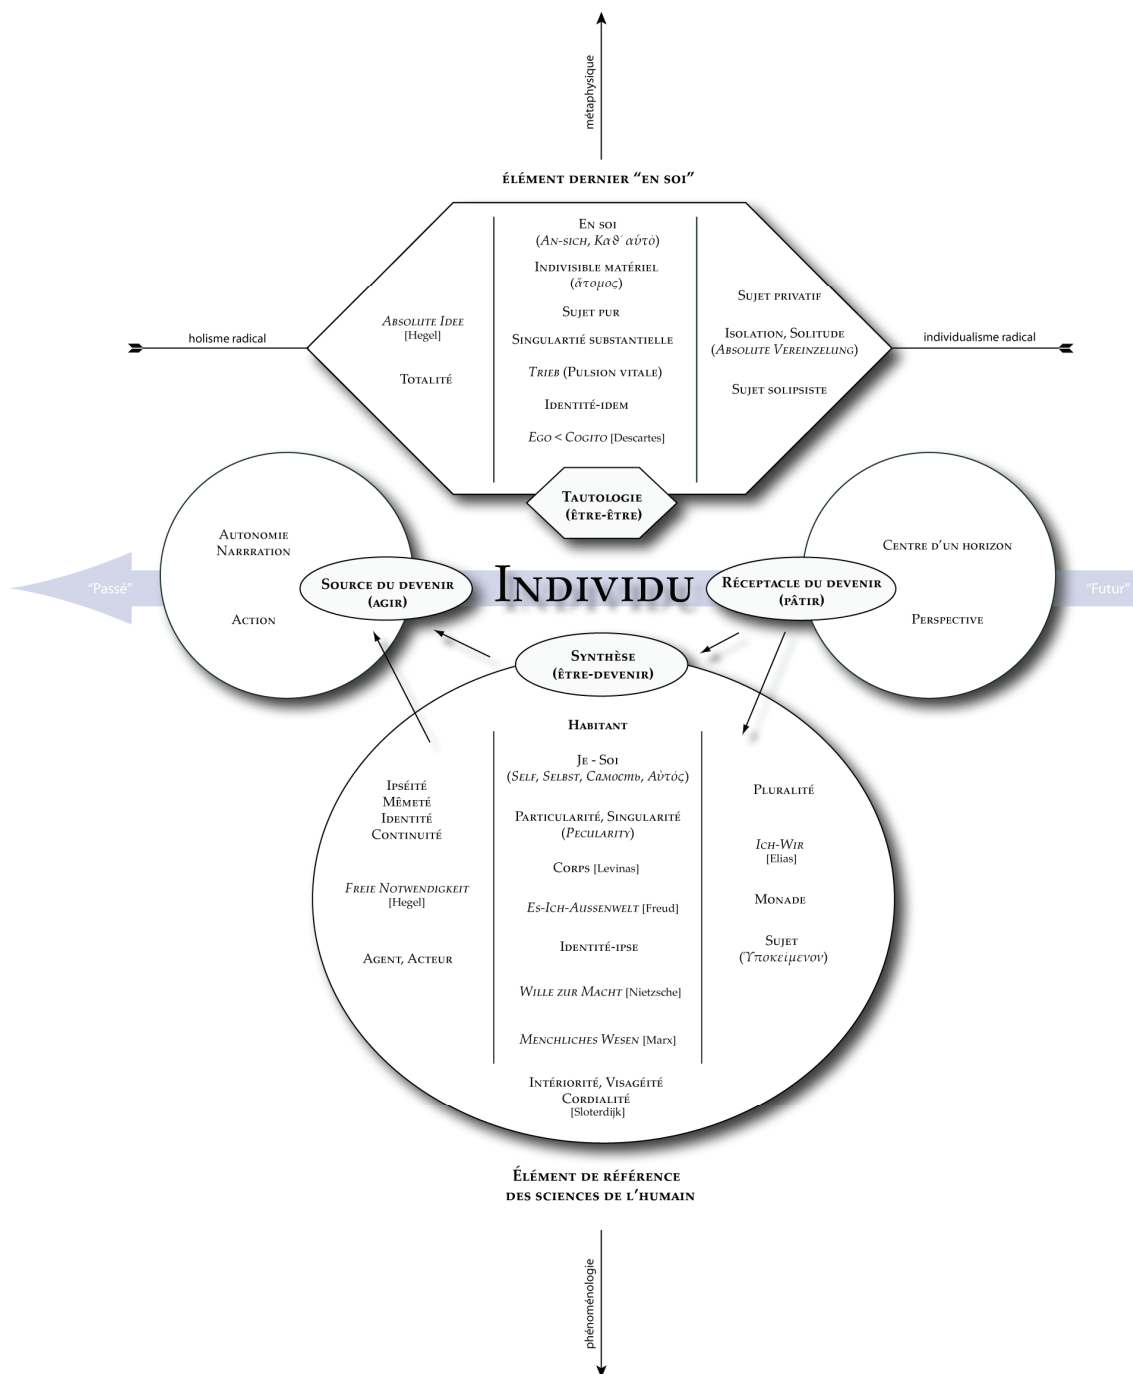 métaphysique
ÉLÉMENT DERNIER “EN SOI”
EN SOI
(AN-SICH, Καθ᾽ αὑτὸ)
INDIVISIBLE MATÉRIEL
(ἄτομος)
SUJET PUR
SINGULARTIÉ SUBSTANTIELLE
TRIEB (PULSION VITALE)
IDENTITÉ-IDEM
EGO < COGITO [Descartes]
holisme radical
ABSOLUTE IDEE
[Hegel]
TOTALITÉ
SUJET PRIVATIF
ISOLATION, SOLITUDE
(ABSOLUTE VEREINZELUNG)
SUJET SOLIPSISTE
individualisme radical
TAUTOLOGIE
(ÊTRE-ÊTRE)
“Passé”
AUTONOMIE
NARRRATION
ACTION
SOURCE DU DEVENIR
(AGIR)
INDIVIDU
RÉCEPTACLE DU DEVENIR
(PÂTIR)
CENTRE D’UN HORIZON
PERSPECTIVE
“Futur”
SYNTHÈSE
(ÊTRE-DEVENIR)
HABITANT
JE - SOI
(SELF, SELBST, Самость, Αὐτός)
PARTICULARITÉ, SINGULARITÉ
(PECULARITY)
CORPS [Levinas]
ES-ICH-AUSSENWELT [Freud]
IDENTITÉ-IPSE
WILLE ZUR MACHT [Nietzsche]
MENCHLICHES WESEN [Marx]
INTÉRIORITÉ, VISAGÉITÉ
CORDIALITÉ
[Sloterdijk]
IPSÉITÉ
MÊMETÉ
IDENTITÉ
CONTINUITÉ
FREIE NOTWENDIGKEIT
[Hegel]
AGENT, ACTEUR
PLURALITÉ
ICH-WIR
[Elias]
MONADE
SUJET
(Ὑποκείμενον)
ÉLÉMENT DE RÉFÉRENCE
DES SCIENCES DE L’HUMAIN
phénoménologie